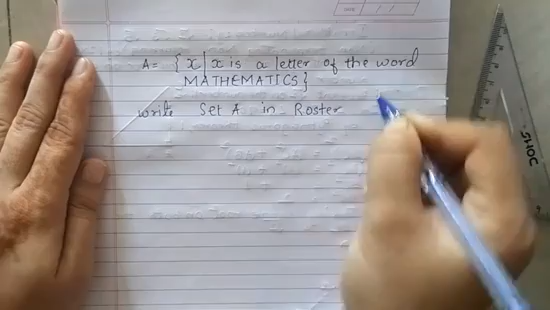 A= {x|x is a letter of the word
MATHEMATICS}
write Set A in Roster